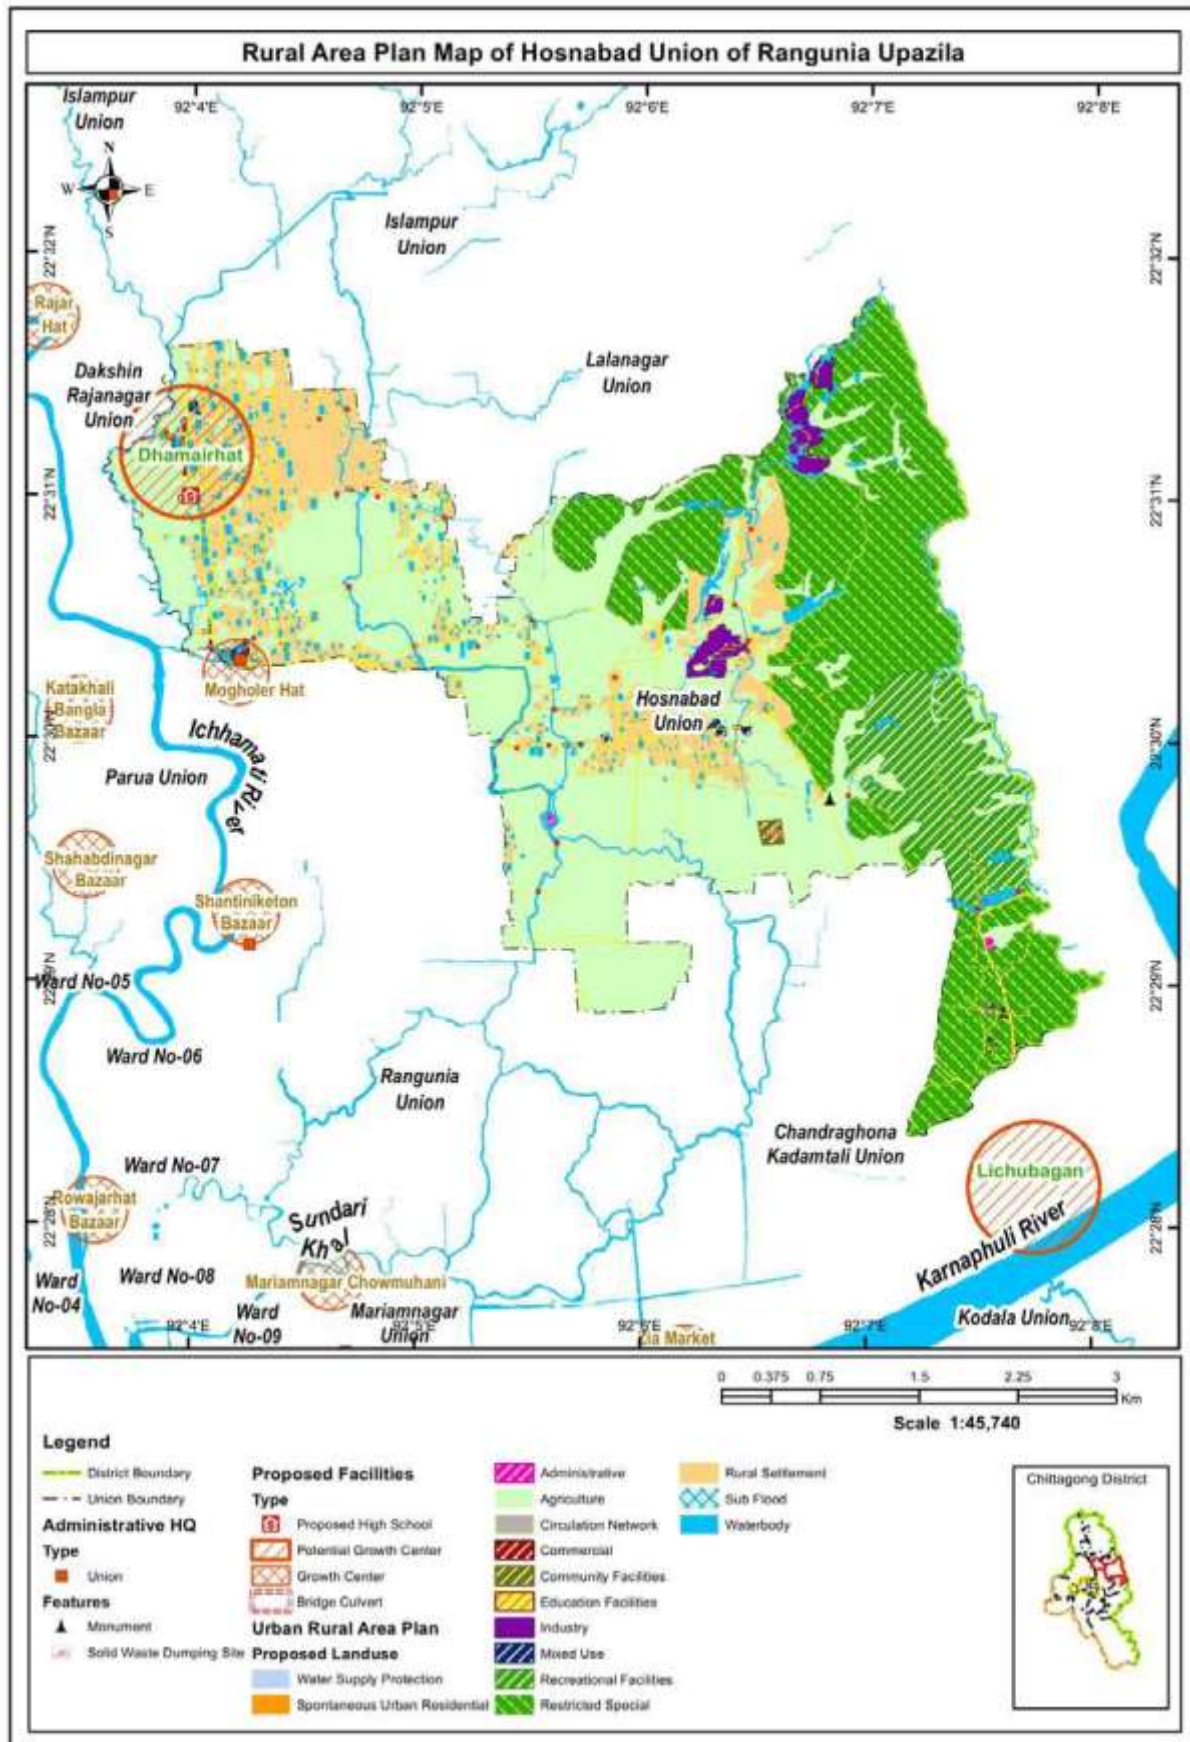 Rural Area Plan Map of Hosnabad Union of Rangunia Upazila
Islampur
Union
92°4'E
92°5'E
92°6'E
92°7'E
92°8'E
N
W
E
S
Islampur
Union
22°32'N
22°32'N
Rajar
Hat
Dakshin
Rajanagar
Union
Lalanagar
Union
Dhamairhat
22°31'N
22°31'N
Mogholer Hat
Katakhali
Bangla
Bazaar
Hosnabad
Union
22°30'N
22°30'N
Ichhamati River
Parua Union
Shahabdinagar
Bazaar
Shantiniketon
Bazaar
Ward No-05
22°29'N
22°29'N
Ward No-06
Rangunia
Union
Chandraghona
Kadamtali Union
Ward No-07
Lichubagan
Rowajarhat
Bazaar
Sundari
Khal
22°28'N
22°28'N
Karnaphuli River
Ward
No-04
Ward No-08
Mariamnagar Chowmuhani
Ward
No-09
Mariamnagar
Union
Kodala Union
Zia Market
92°4'E
92°5'E
92°6'E
92°7'E
92°8'E
0 0.375 0.75 1.5 2.25 3
Km
Scale 1:45,740
Legend
District Boundary
Union Boundary
Administrative HQ
Type
Union
Features
Monument
Solid Waste Dumping Site
Proposed Facilities
Type
Proposed High School
Potential Growth Center
Growth Center
Bridge Culvert
Urban Rural Area Plan
Proposed Landuse
Water Supply Protection
Spontaneous Urban Residential
Administrative
Agriculture
Circulation Network
Commercial
Community Facilities
Education Facilities
Industry
Mixed Use
Recreational Facilities
Restricted Special
Rural Settlement
Sub Flood
Waterbody
Chittagong District